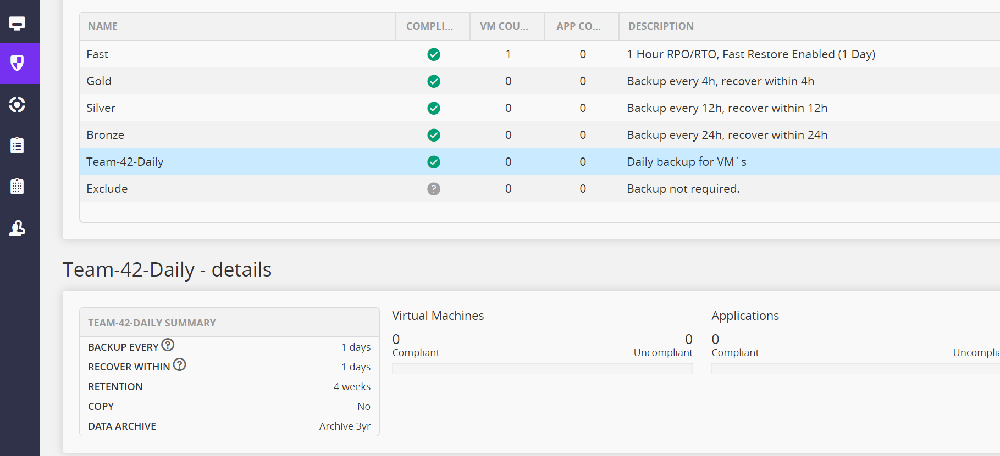 NAME COMPLI... VM COU... APP CO... DESCRIPTION
Fast 1 0 1 Hour RPO/RTO, Fast Restore Enabled (1 Day)
Gold 0 0 Backup every 4h, recover within 4h
Silver 0 0 Backup every 12h, recover within 12h
Bronze 0 0 Backup every 24h, recover within 24h
Team-42-Daily 0 0 Daily backup for VM´s
Exclude ? 0 0 Backup not required.
Team-42-Daily - details
TEAM-42-DAILY SUMMARY
BACKUP EVERY ? 1 days
RECOVER WITHIN ? 1 days
RETENTION 4 weeks
COPY No
DATA ARCHIVE Archive 3yr
Virtual Machines
0 0
Compliant Uncompliant
Applications
0
Compliant Uncomplia